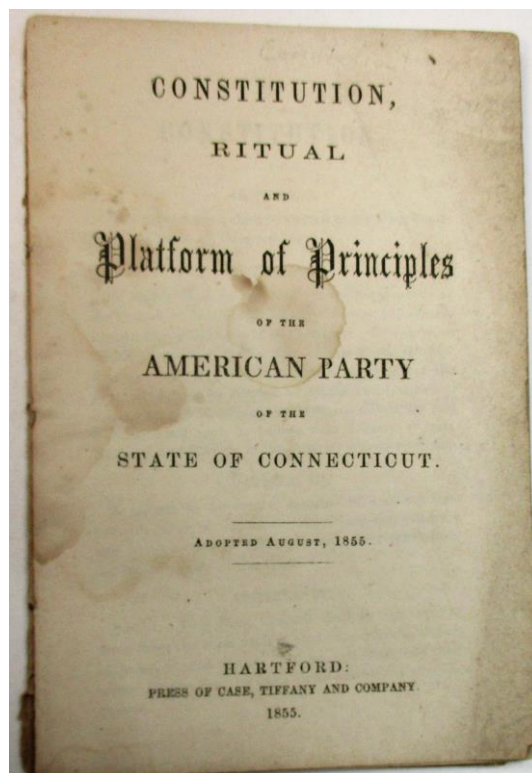 CONSTITUTION,
RITUAL
AND
Platform of Principles
OF THE
AMERICAN PARTY
OF THE
STATE OF CONNECTICUT.
ADOPTED AUGUST, 1855.
HARTFORD:
PRESS OF CASE, TIFFANY AND COMPANY.
1855.